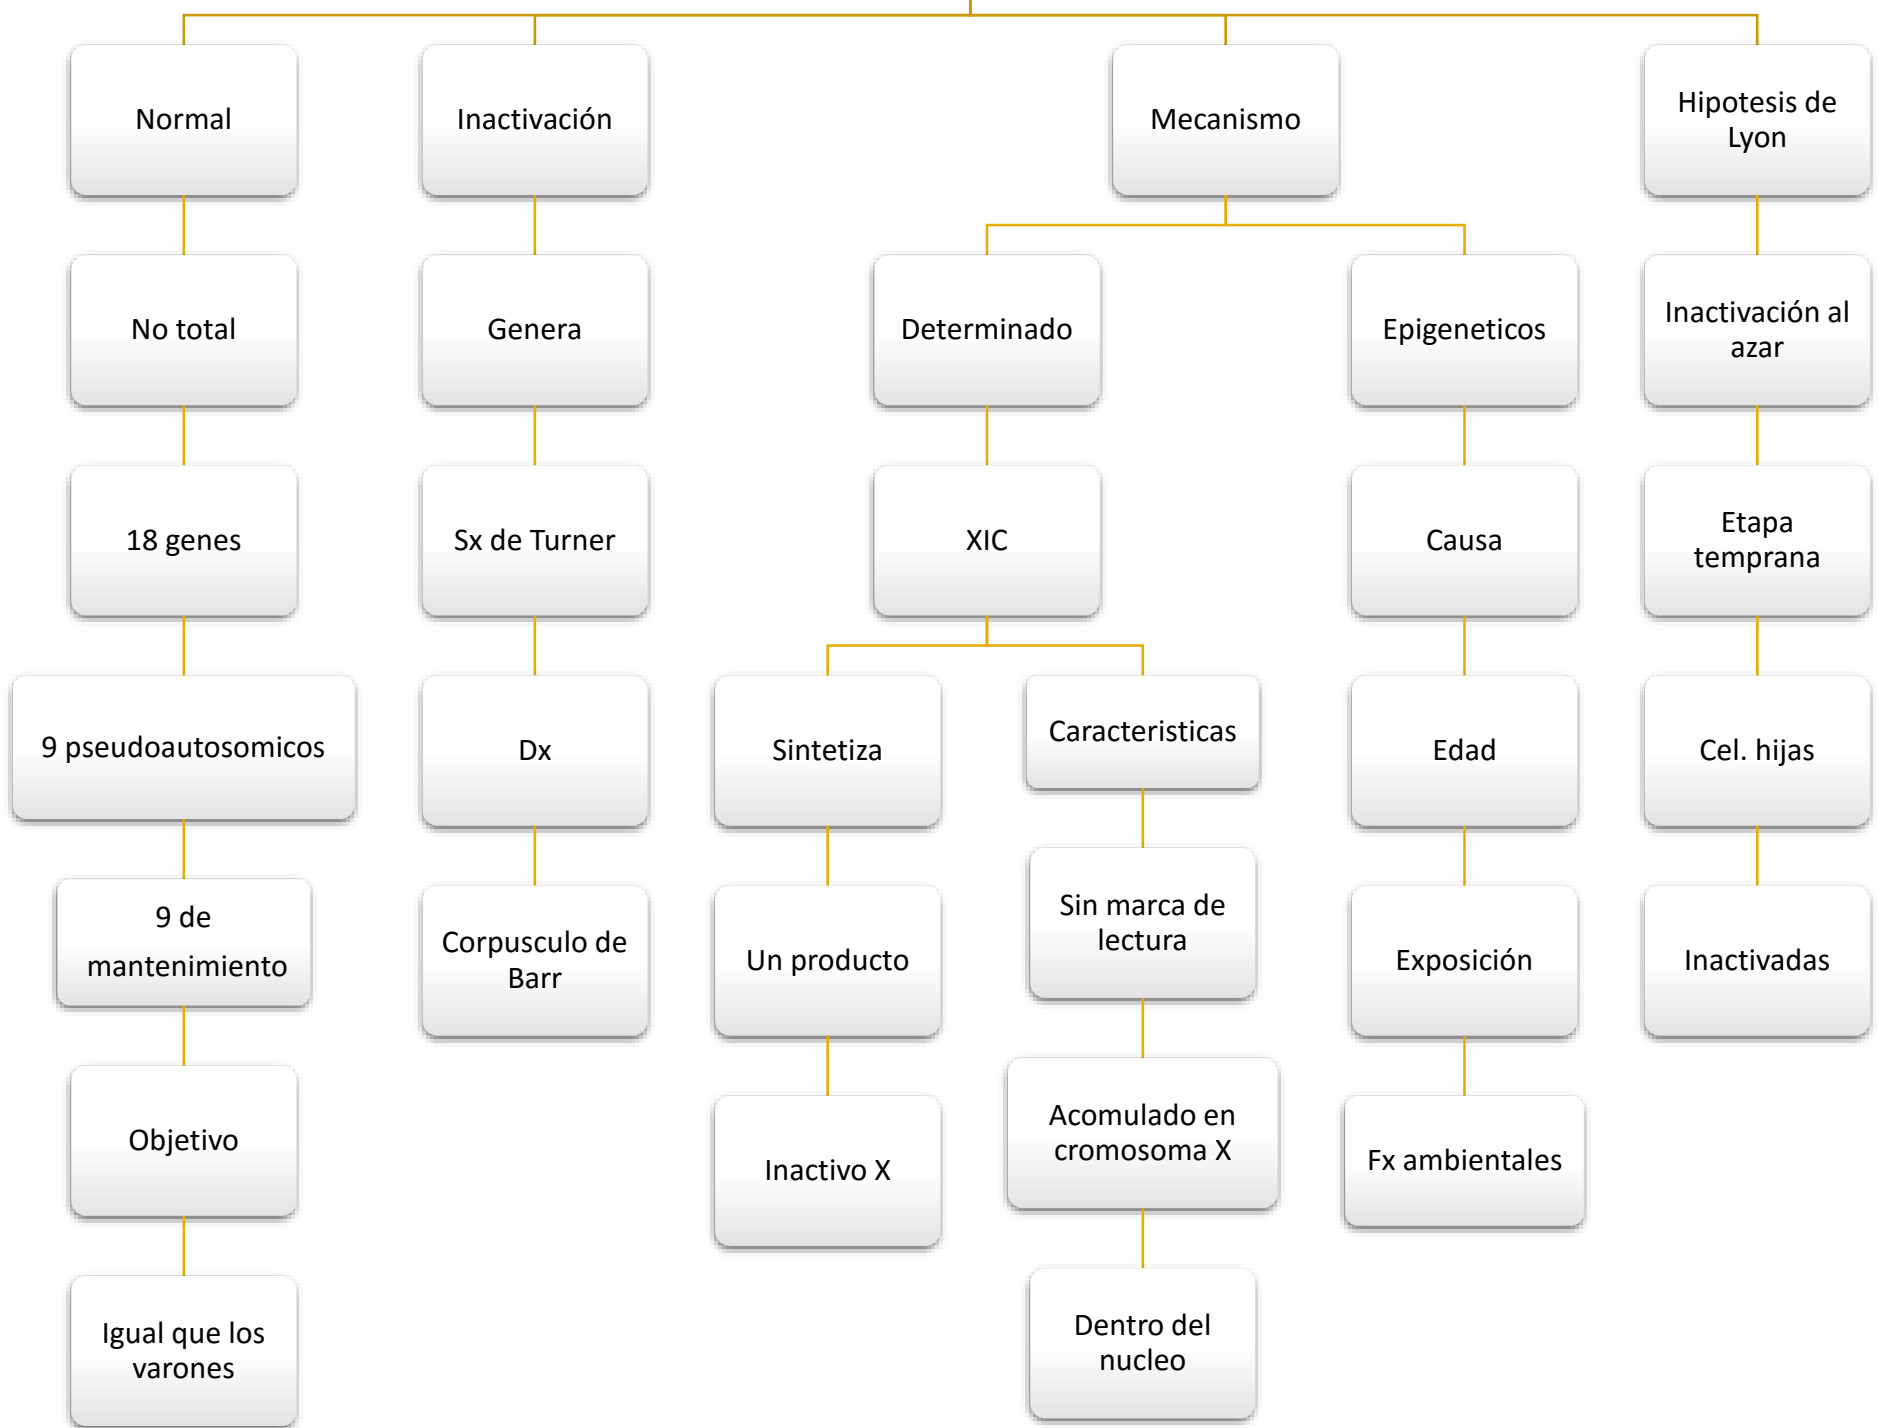 Normal
Inactivación
Mecanismo
Hipotesis de
Lyon
No total
Genera
Determinado
Epigeneticos
Inactivación al
azar
18 genes
Sx de Turner
XIC
Causa
Etapa
temprana
9 pseudoautosomicos
Dx
Sintetiza
Caracteristicas
Edad
Cel. hijas
9 de
mantenimiento
Corpusculo de
Barr
Un producto
Sin marca de
lectura
Exposición
Inactivadas
Objetivo
Inactivo X
Acomulado en
cromosoma X
Fx ambientales
Igual que los
varones
Dentro del
nucleo